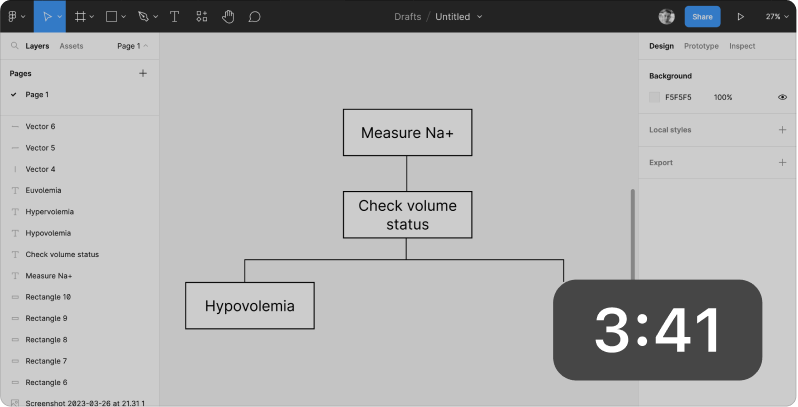 Drafts / Untitled
Share
27%
Layers Assets Page 1
Pages
Page 1
Vector 6
Vector 5
Vector 4
Euvolemia
Hypervolemia
Hypovolemia
Check volume status
Measure Na+
Rectangle 10
Rectangle 9
Rectangle 8
Rectangle 7
Rectangle 6
Screenshot 2023-03-26 at 21.31 1
Measure Na+
Check volume
status
Hypovolemia
3:41
Design Prototype Inspect
Background
F5F5F5 100%
Local styles
Export